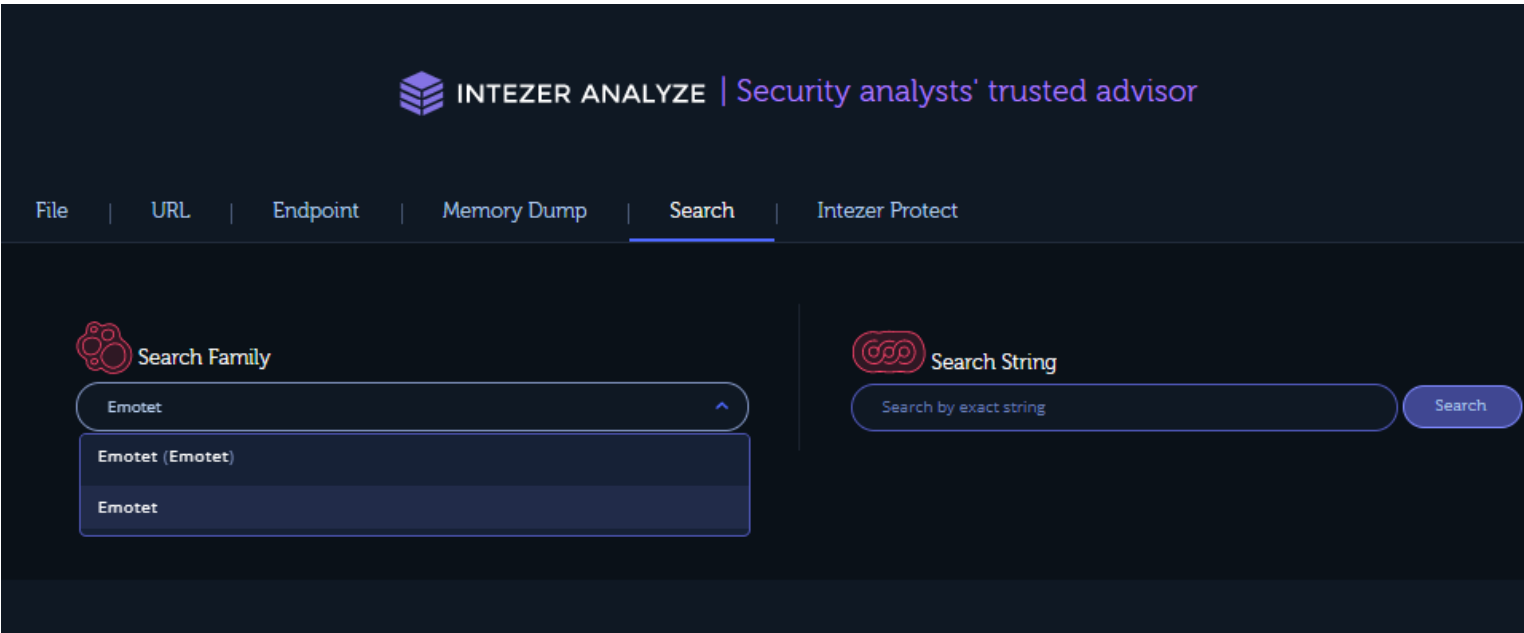 INTEZER ANALYZE | Security analysts' trusted advisor
File | URL | Endpoint | Memory Dump | Search | Intezer Protect
Search Family
Emotet
Emotet (Emotet)
Emotet
Search String
Search by exact string
Search